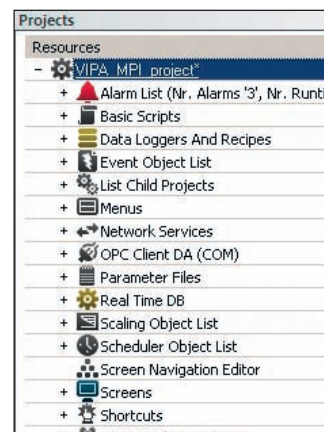 Projects
Resources
- VIPA_MPI_project*
+ Alarm List (Nr. Alarms '3', Nr. Runti
+ Basic Scripts
+ Data Loggers And Recipes
+ Event Object List
+ List Child Projects
+ Menus
+ Network Services
+ OPC Client DA (COM)
+ Parameter Files
+ Real Time DB
+ Scaling Object List
+ Scheduler Object List
Screen Navigation Editor
+ Screens
+ Shortcuts